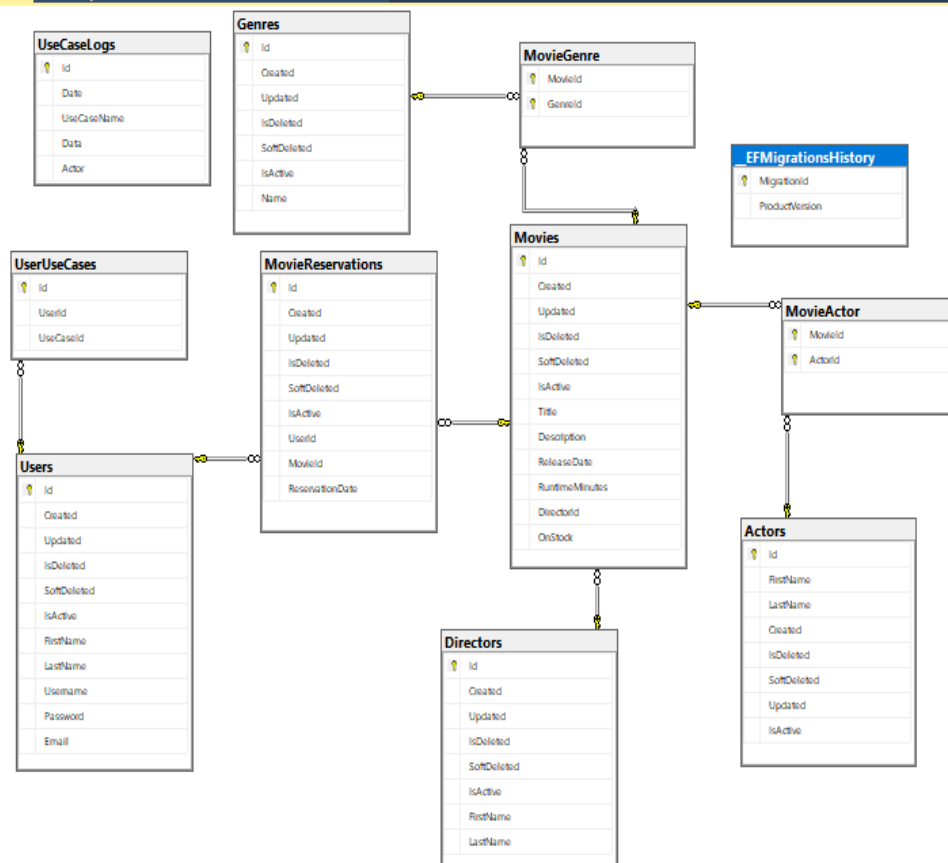 UseCaseLogs
Id
Date
UseCaseName
Data
Actor
Genres
Id
Created
Updated
IsDeleted
SoftDeleted
IsActive
Name
MovieGenre
MovieId
GenreId
__EFMigrationsHistory
MigrationId
ProductVersion
UserUseCases
Id
UserId
UseCaseId
MovieReservations
Id
Created
Updated
IsDeleted
SoftDeleted
IsActive
UserId
MovieId
ReservationDate
Movies
Id
Created
Updated
IsDeleted
SoftDeleted
IsActive
Title
Description
ReleaseDate
RuntimeMinutes
DirectorId
OnStock
MovieActor
MovieId
ActorId
Users
Id
Created
Updated
IsDeleted
SoftDeleted
IsActive
FirstName
LastName
Username
Password
Email
Directors
Id
Created
Updated
IsDeleted
SoftDeleted
IsActive
FirstName
LastName
Actors
Id
FirstName
LastName
Created
IsDeleted
SoftDeleted
Updated
IsActive